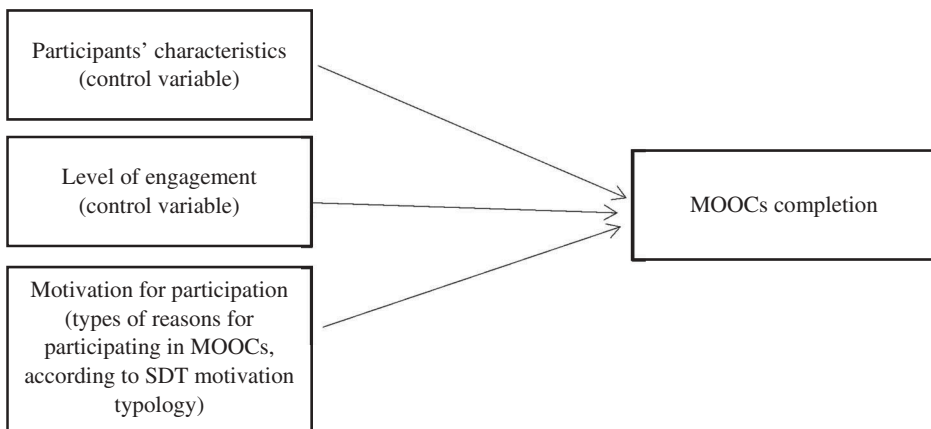 Participants’ characteristics
(control variable)
Level of engagement
(control variable)
Motivation for participation
(types of reasons for
participating in MOOCs,
according to SDT motivation
typology)
MOOCs completion